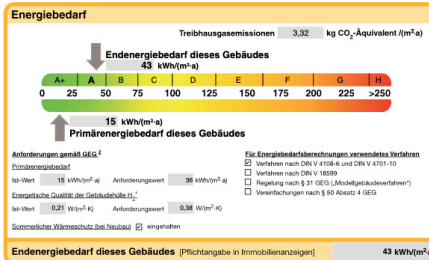 Energiebedarf
Treibhausgasemissionen 3,32 kg CO₂-Äquivalent /(m²·a)
Endenergiebedarf dieses Gebäudes
43 kWh/(m²·a)
A+ A B C D E F G H
0 25 50 75 100 125 150 175 200 225 >250
15 kWh/(m²·a)
Primärenergiebedarf dieses Gebäudes
Anforderungen gemäß GEG ²
Primärenergiebedarf
Ist-Wert 15 kWh/(m²·a) Anforderungswert 36 kWh/(m²·a)
Energetische Qualität der Gebäudehülle
Ist-Wert 0,21 W/(m²·K) Anforderungswert 0,38 W/(m²·K)
Sommerlicher Wärmeschutz (bei Neubau) ☑ eingehalten
Für Energiebedarfsberechnungen verwendetes Verfahren
☑ Verfahren nach DIN V 4108-6 und DIN V 4701-10
☐ Verfahren nach DIN V 18599
☐ Regelung nach § 31 GEG („Modellgebäudeverfahren“)
☐ Vereinfachungen nach § 50 Absatz 4 GEG
Endenergiebedarf dieses Gebäudes [Pflichtangabe in Immobilienanzeigen] 43 kWh/(m²·